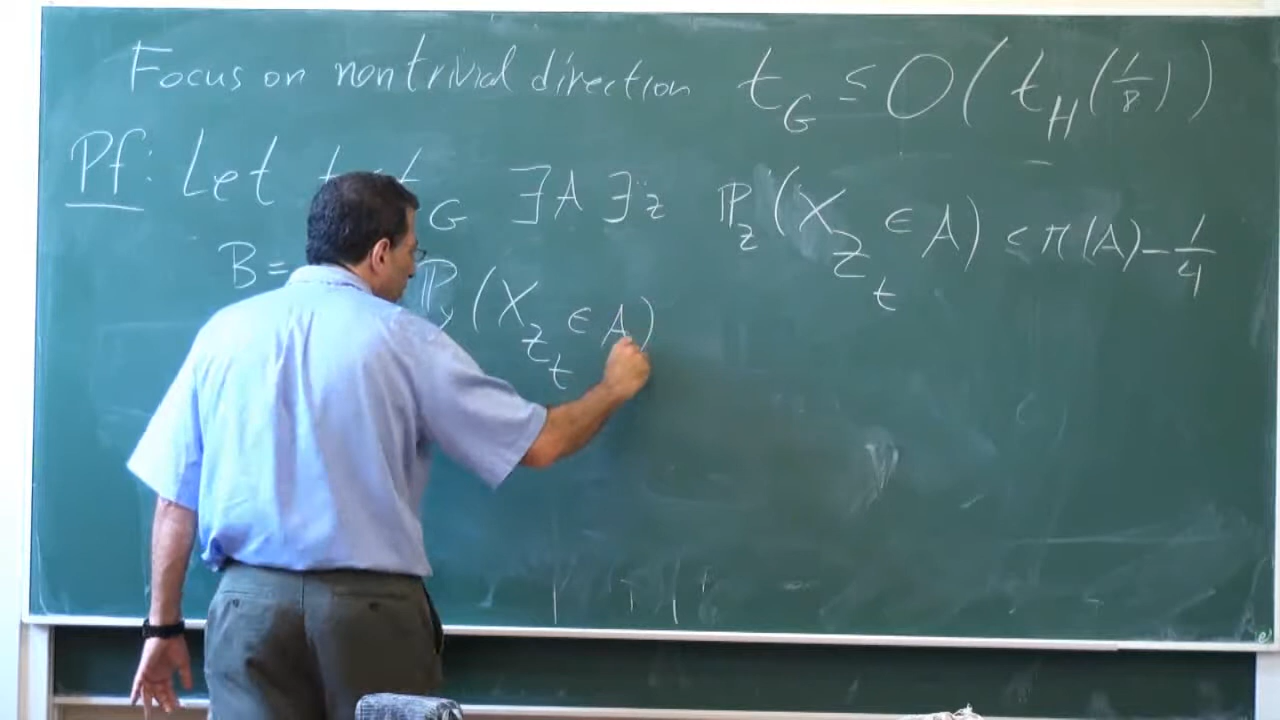 Focus on nontrivial direction t_G ≤ O(t_H(1/8))
Pf: Let G ∃A ∃z ℙ_z(X_{Z_t} ∈ A) < π(A) - 1/4
B = ℙ_y(X_{Z_t} ∈ A)